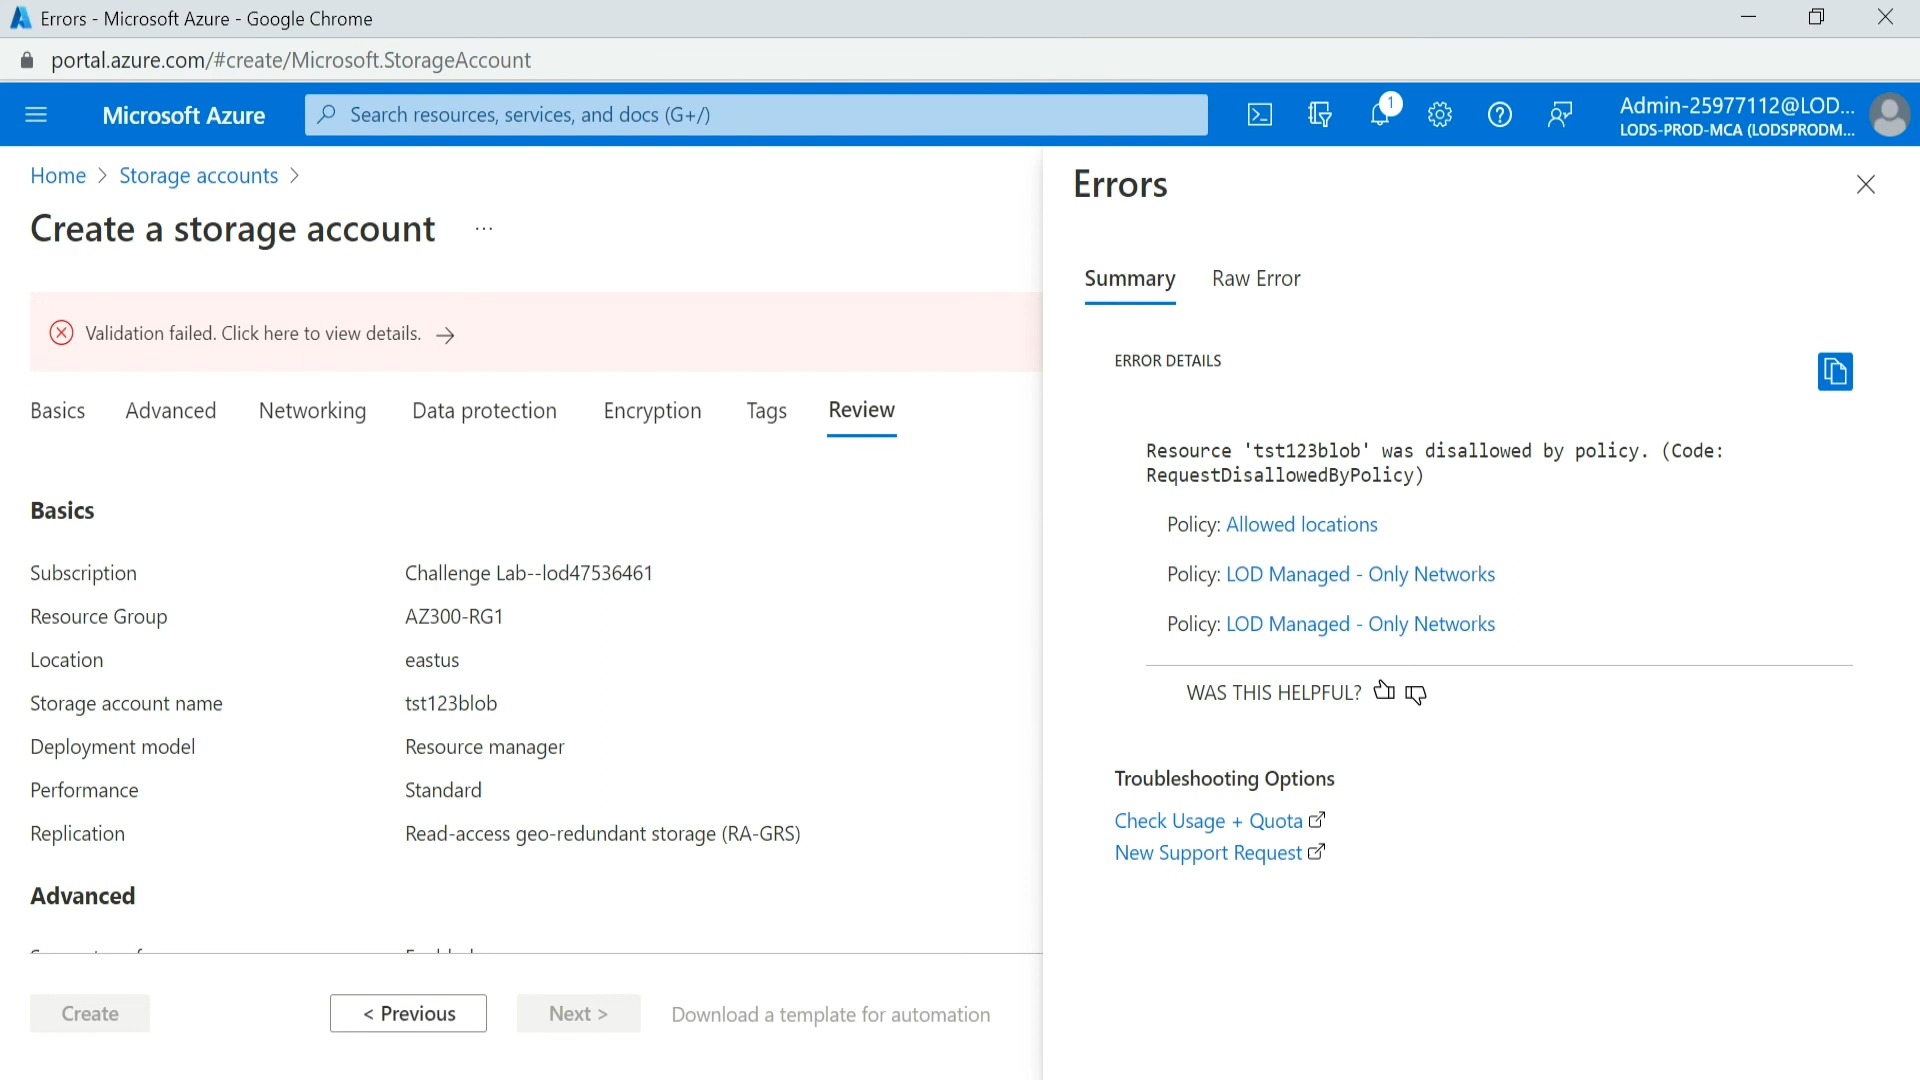 Errors - Microsoft Azure - Google Chrome
portal.azure.com/#create/Microsoft.StorageAccount
Microsoft Azure
Search resources, services, and docs (G+/)
1
Admin-25977112@LOD...
LODS-PROD-MCA (LODSPRODM...
Home > Storage accounts >
Create a storage account ...
Validation failed. Click here to view details. →
Basics Advanced Networking Data protection Encryption Tags Review
Basics
Subscription Challenge Lab--lod47536461
Resource Group AZ300-RG1
Location eastus
Storage account name tst123blob
Deployment model Resource manager
Performance Standard
Replication Read-access geo-redundant storage (RA-GRS)
Advanced
Create
< Previous
Next >
Download a template for automation
Errors
Summary Raw Error
ERROR DETAILS
Resource 'tst123blob' was disallowed by policy. (Code:
RequestDisallowedByPolicy)
Policy: Allowed locations
Policy: LOD Managed - Only Networks
Policy: LOD Managed - Only Networks
WAS THIS HELPFUL?
Troubleshooting Options
Check Usage + Quota
New Support Request